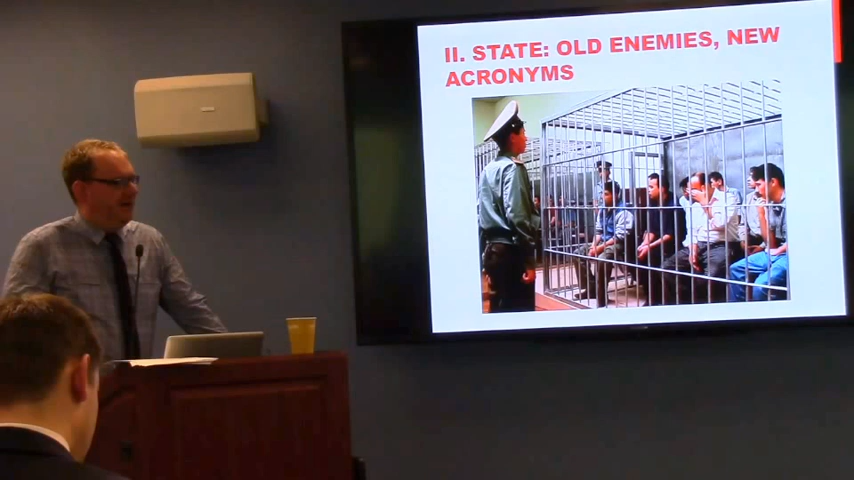 II. STATE: OLD ENEMIES, NEW
ACRONYMS